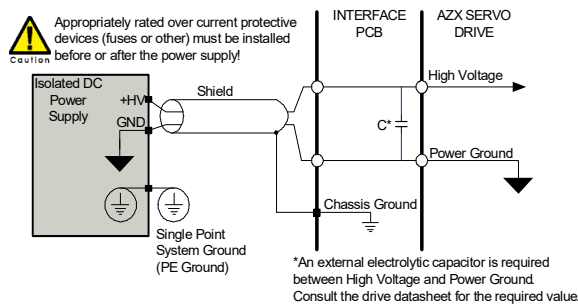 Appropriately rated over current protective
devices (fuses or other) must be installed
before or after the power supply!
Caution
INTERFACE
PCB
AZX SERVO
DRIVE
Isolated DC
Power
Supply
+HV
GND
Shield
High Voltage
C*
Power Ground
Chassis Ground
Single Point
System Ground
(PE Ground)
*An external electrolytic capacitor is required
between High Voltage and Power Ground.
Consult the drive datasheet for the required value.